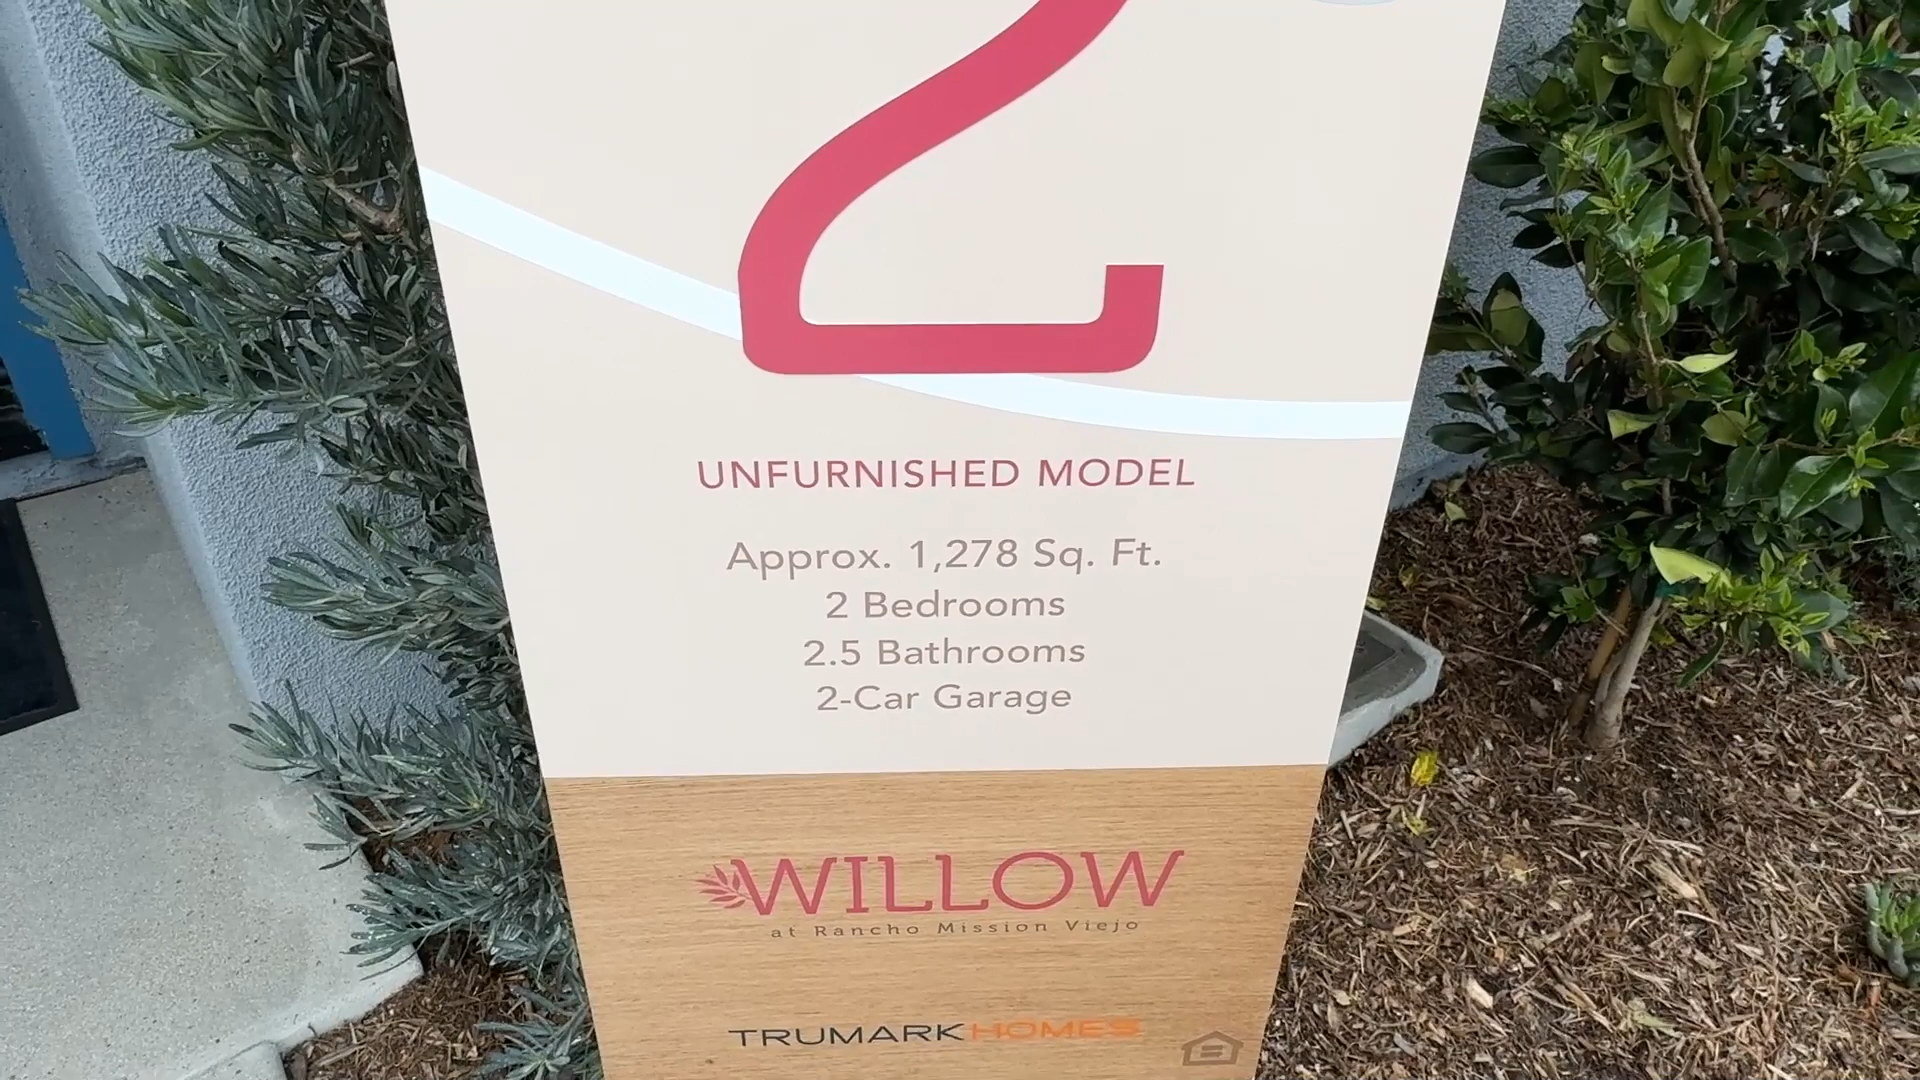 2
UNFURNISHED MODEL
Approx. 1,278 Sq. Ft.
2 Bedrooms
2.5 Bathrooms
2-Car Garage
WILLOW
at Rancho Mission Viejo
TRUMARK HOMES